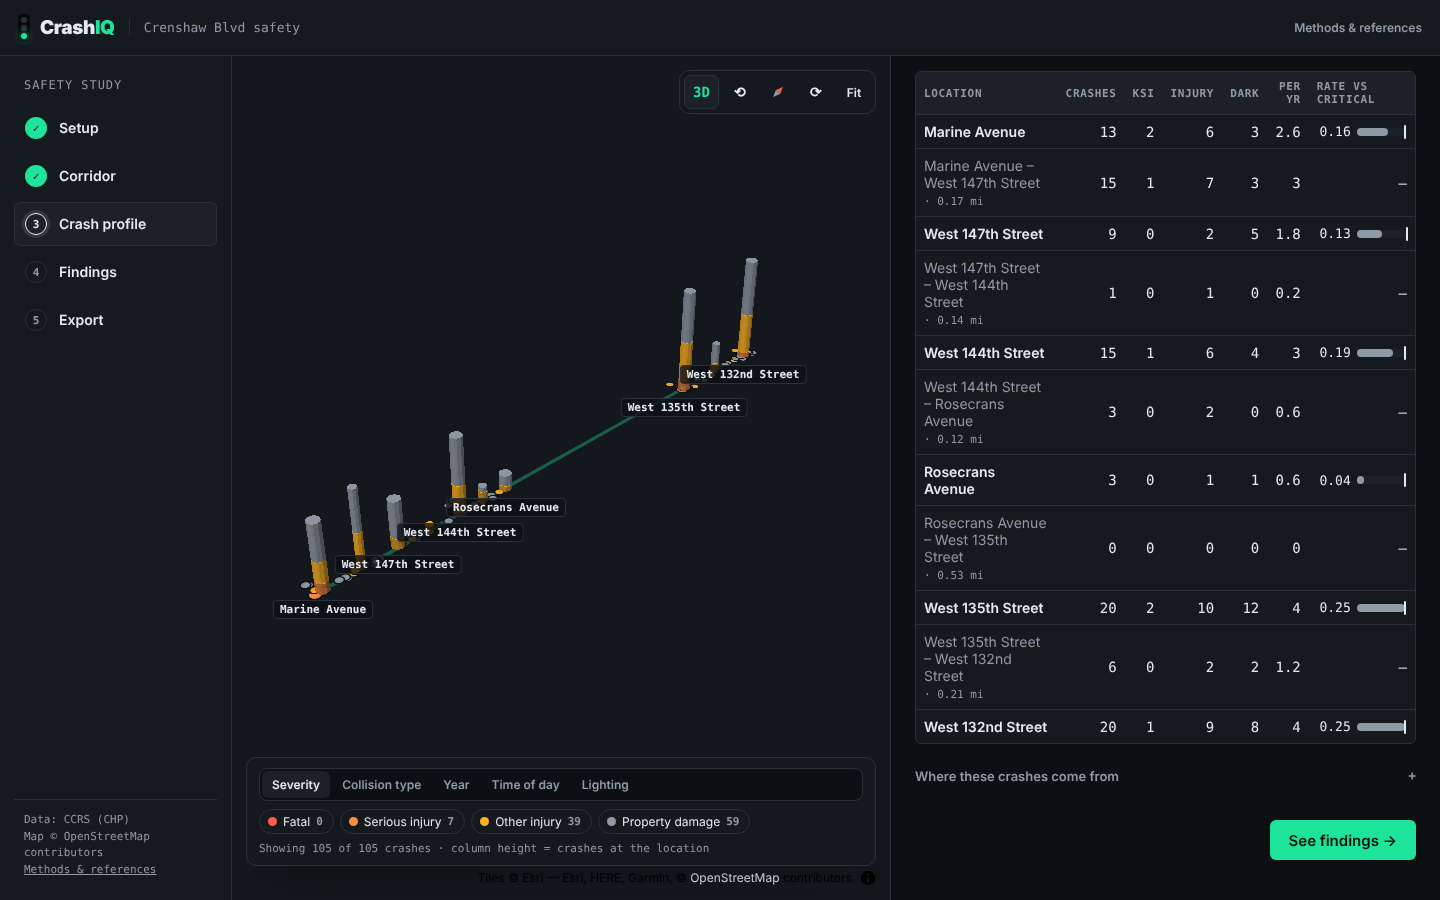 CrashIQ
Crenshaw Blvd safety
Methods & references
SAFETY STUDY
✓ Setup
✓ Corridor
3 Crash profile
4 Findings
5 Export
Data: CCRS (CHP)
Map © OpenStreetMap
contributors
Methods & references
3D ⟲ ⟳ Fit
West 132nd Street
West 135th Street
Rosecrans Avenue
West 144th Street
West 147th Street
Marine Avenue
Severity Collision type Year Time of day Lighting
Fatal 0 Serious injury 7 Other injury 39 Property damage 59
Showing 105 of 105 crashes · column height = crashes at the location
Tiles © Esri — Esri, HERE, Garmin, © OpenStreetMap contributors
LOCATION CRASHES KSI INJURY DARK PER YR RATE VS CRITICAL
Marine Avenue 13 2 6 3 2.6 0.16
Marine Avenue –
West 147th Street
· 0.17 mi
15 1 7 3 3 –
West 147th Street 9 0 2 5 1.8 0.13
West 147th Street
– West 144th
Street
· 0.14 mi
1 0 1 0 0.2 –
West 144th Street 15 1 6 4 3 0.19
West 144th Street
– Rosecrans
Avenue
· 0.12 mi
3 0 2 0 0.6 –
Rosecrans
Avenue
3 0 1 1 0.6 0.04
Rosecrans Avenue
– West 135th
Street
· 0.53 mi
0 0 0 0 0 –
West 135th Street 20 2 10 12 4 0.25
West 135th Street
– West 132nd
Street
· 0.21 mi
6 0 2 2 1.2 –
West 132nd Street 20 1 9 8 4 0.25
Where these crashes come from +
See findings →